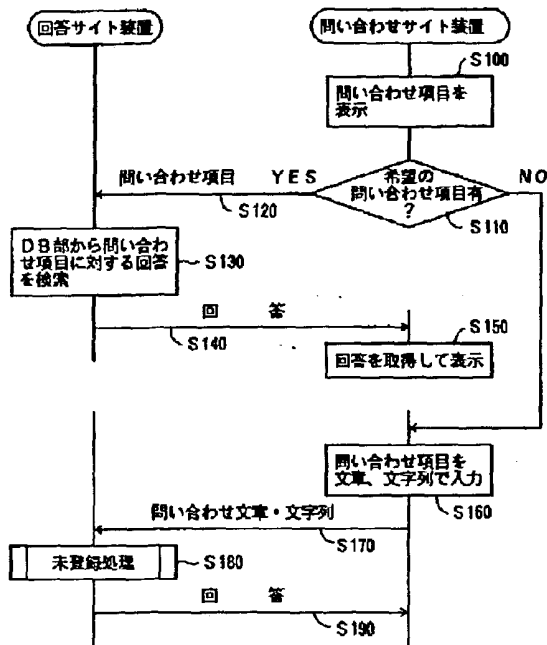 回答サイト装置
問い合わせサイト装置
S100
問い合わせ項目を
表示
希望の
問い合わせ項目有
?
YES
NO
S110
問い合わせ項目
S120
DB部から問い合わ
せ項目に対する回答
を検索
S130
回 答
S140
S150
回答を取得して表示
問い合わせ項目を
文章、文字列で入力
S160
問い合わせ文章・文字列
S170
未登録処理
S180
回 答
S190